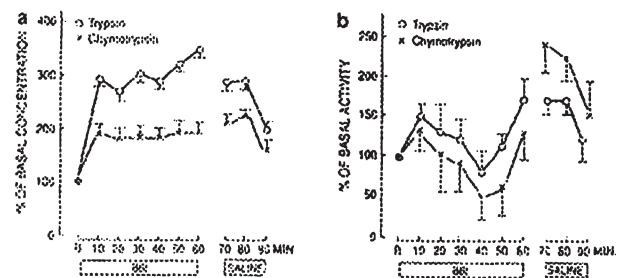 a
400
300
200
100
0
% OF BASAL CONCENTRATION
Trypsin
Chymotrypsin
0 10 20 30 40 50 60 70 80 90 MIN.
SALINE
b
250
200
150
100
50
0
% OF BASAL ACTIVITY
Trypsin
Chymotrypsin
0 10 20 30 40 50 60 70 80 90 MIN.
SALINE